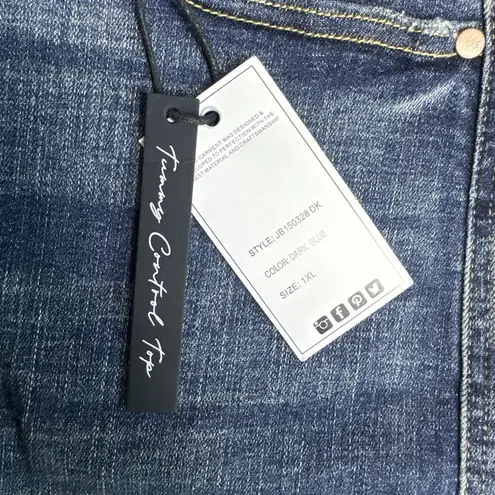 Tummy Control Top
GARMENT WAS DESIGNED &
TO PERFECTION WITH THE
MATERIAL AND CRAFTSMANSHIP
STYLE: JB150328 DK
COLOR: DARK BLUE
SIZE: 1XL